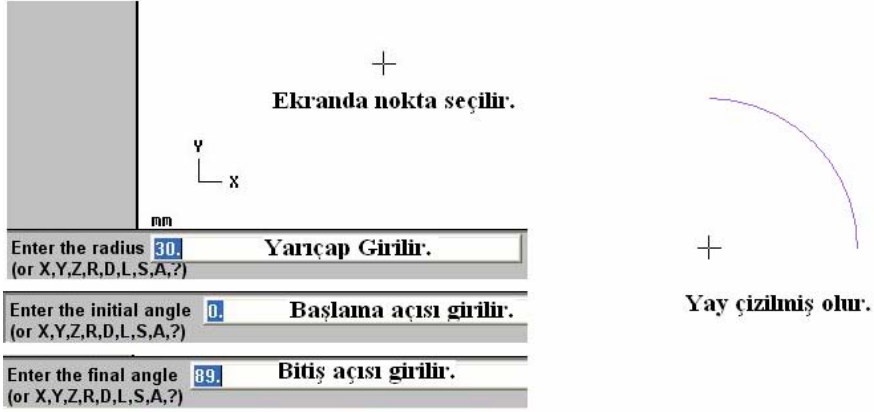 Ekranda nokta seçilir.
Y
X
mm
Enter the radius 30. Yarıçap Girilir.
(or X,Y,Z,R,D,L,S,A,?)
Enter the initial angle 0. Başlama açısı girilir.
(or X,Y,Z,R,D,L,S,A,?)
Enter the final angle 89. Bitiş açısı girilir.
(or X,Y,Z,R,D,L,S,A,?)
Yay çizilmiş olur.